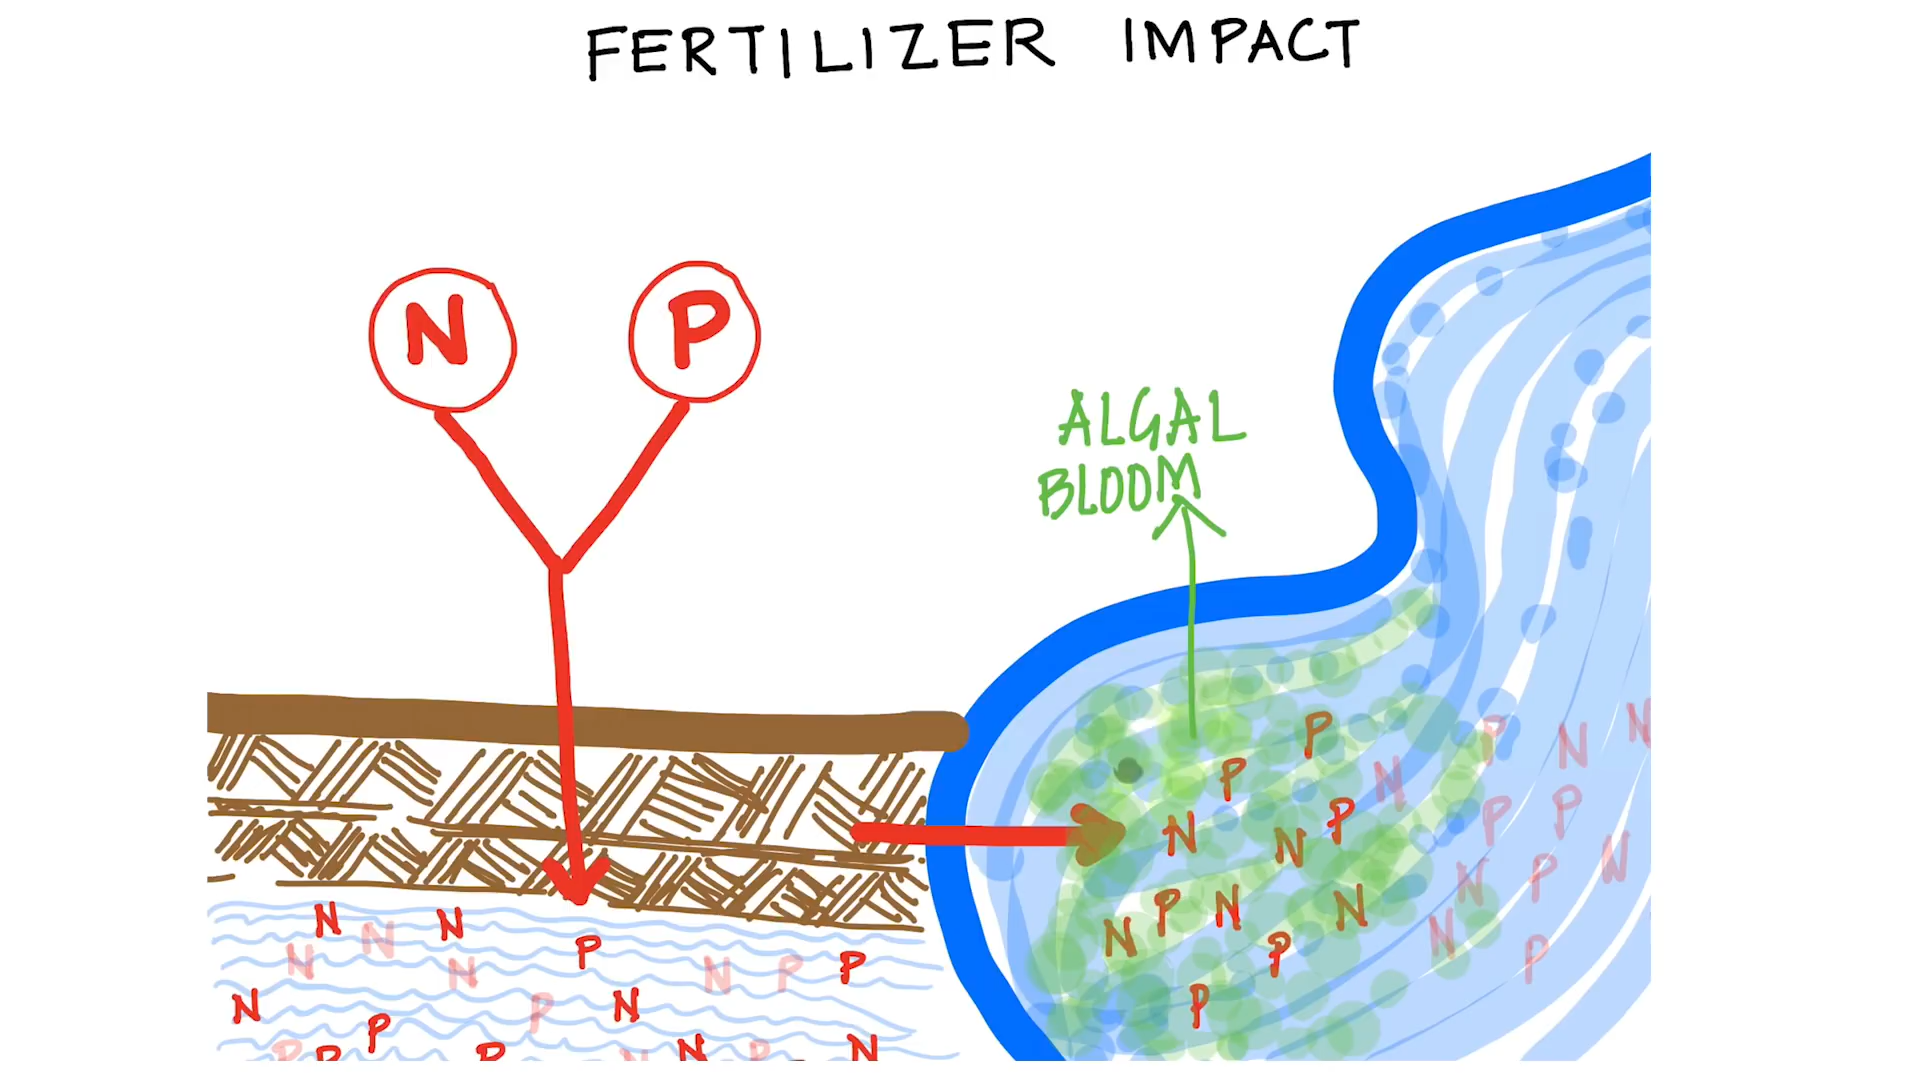 FERTILIZER IMPACT
N P
ALGAL
BLOOM
P
P N N
P N
N P P
N N
P N N P
N N N N P P
P N P
N P N
N P N N
P P
N P N P
P N
P P P N N P N